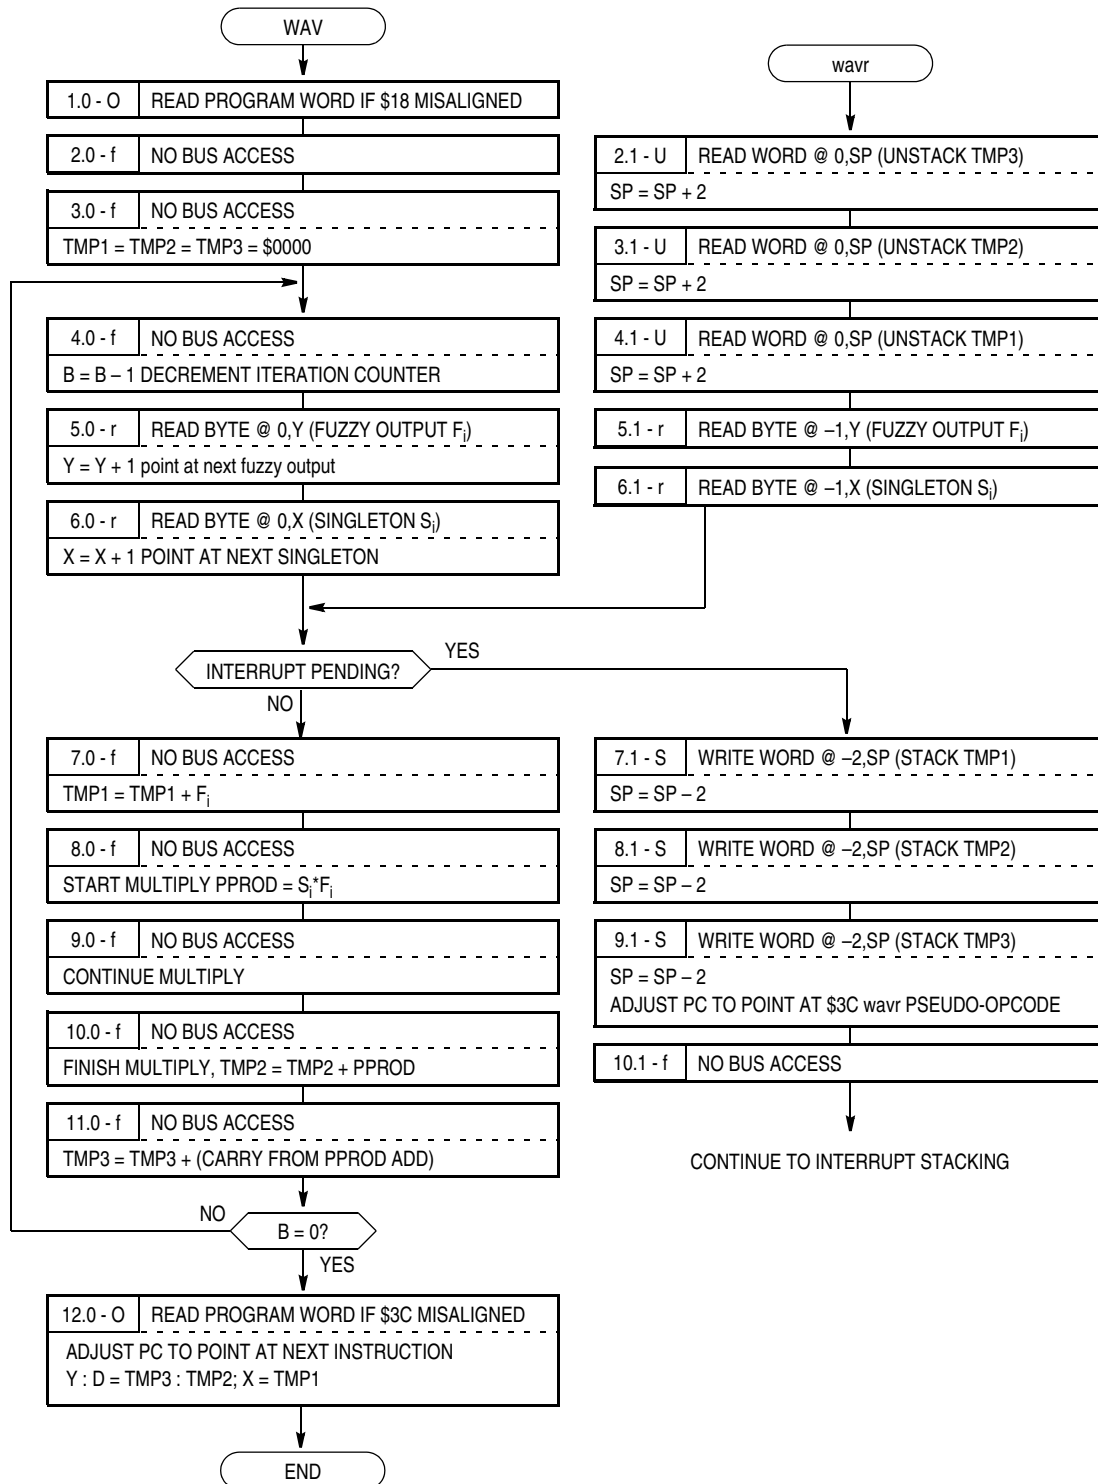 WAV
1.0 - O READ PROGRAM WORD IF $18 MISALIGNED
2.0 - f NO BUS ACCESS
3.0 - f NO BUS ACCESS
TMP1 = TMP2 = TMP3 = $0000
4.0 - f NO BUS ACCESS
B = B – 1 DECREMENT ITERATION COUNTER
5.0 - r READ BYTE @ 0,Y (FUZZY OUTPUT Fi)
Y = Y + 1 point at next fuzzy output
6.0 - r READ BYTE @ 0,X (SINGLETON Si)
X = X + 1 POINT AT NEXT SINGLETON
wavr
2.1 - U READ WORD @ 0,SP (UNSTACK TMP3)
SP = SP + 2
3.1 - U READ WORD @ 0,SP (UNSTACK TMP2)
SP = SP + 2
4.1 - U READ WORD @ 0,SP (UNSTACK TMP1)
SP = SP + 2
5.1 - r READ BYTE @ –1,Y (FUZZY OUTPUT Fi)
6.1 - r READ BYTE @ –1,X (SINGLETON Si)
INTERRUPT PENDING?
YES
NO
7.0 - f NO BUS ACCESS
TMP1 = TMP1 + Fi
8.0 - f NO BUS ACCESS
START MULTIPLY PPROD = Si*Fi
9.0 - f NO BUS ACCESS
CONTINUE MULTIPLY
10.0 - f NO BUS ACCESS
FINISH MULTIPLY, TMP2 = TMP2 + PPROD
11.0 - f NO BUS ACCESS
TMP3 = TMP3 + (CARRY FROM PPROD ADD)
7.1 - S WRITE WORD @ –2,SP (STACK TMP1)
SP = SP – 2
8.1 - S WRITE WORD @ –2,SP (STACK TMP2)
SP = SP – 2
9.1 - S WRITE WORD @ –2,SP (STACK TMP3)
SP = SP – 2
ADJUST PC TO POINT AT $3C wavr PSEUDO-OPCODE
10.1 - f NO BUS ACCESS
CONTINUE TO INTERRUPT STACKING
NO
B = 0?
YES
12.0 - O READ PROGRAM WORD IF $3C MISALIGNED
ADJUST PC TO POINT AT NEXT INSTRUCTION
Y : D = TMP3 : TMP2; X = TMP1
END